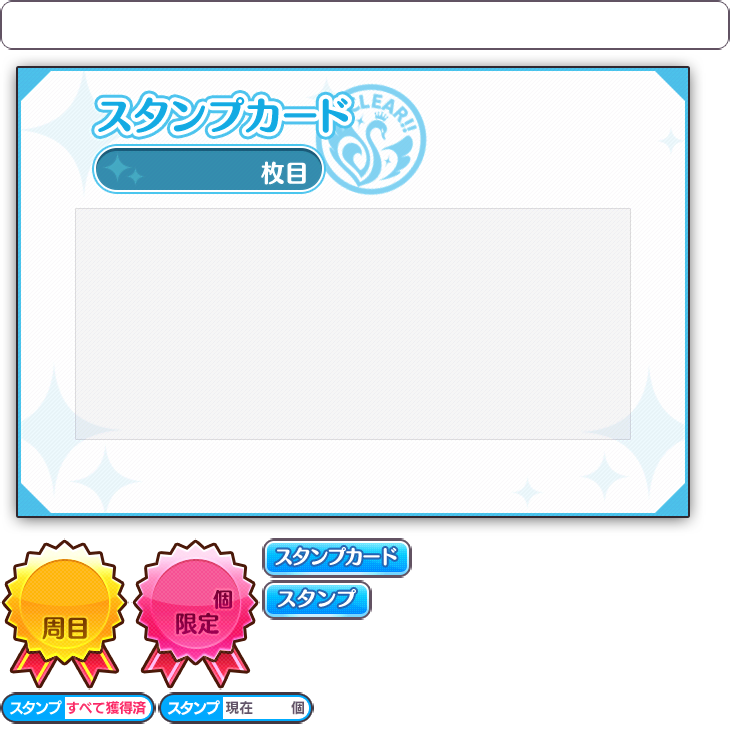 スタンプカード
CLEAR!!
枚目
周目
個
限定
スタンプカード
スタンプ
スタンプ すべて獲得済
スタンプ 現在 個